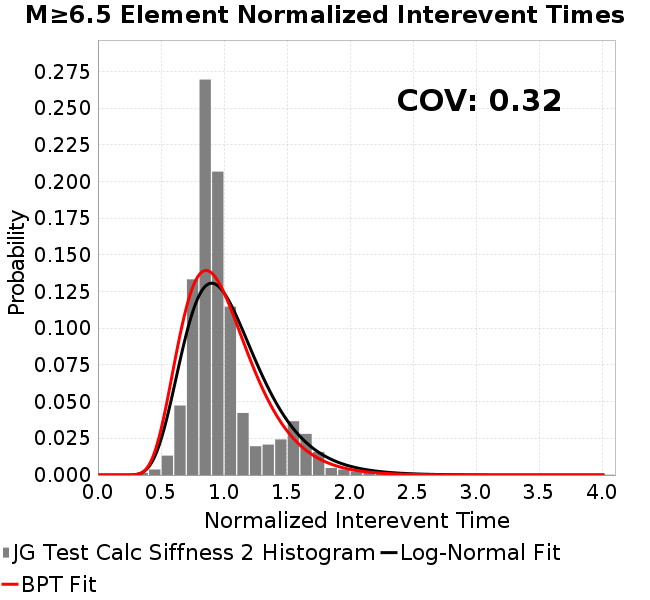 M≥6.5 Element Normalized Interevent Times
COV: 0.32
Probability
0.275
0.250
0.225
0.200
0.175
0.150
0.125
0.100
0.075
0.050
0.025
0.000
0.0 0.5 1.0 1.5 2.0 2.5 3.0 3.5 4.0
Normalized Interevent Time
JG Test Calc Siffness 2 Histogram Log-Normal Fit
BPT Fit